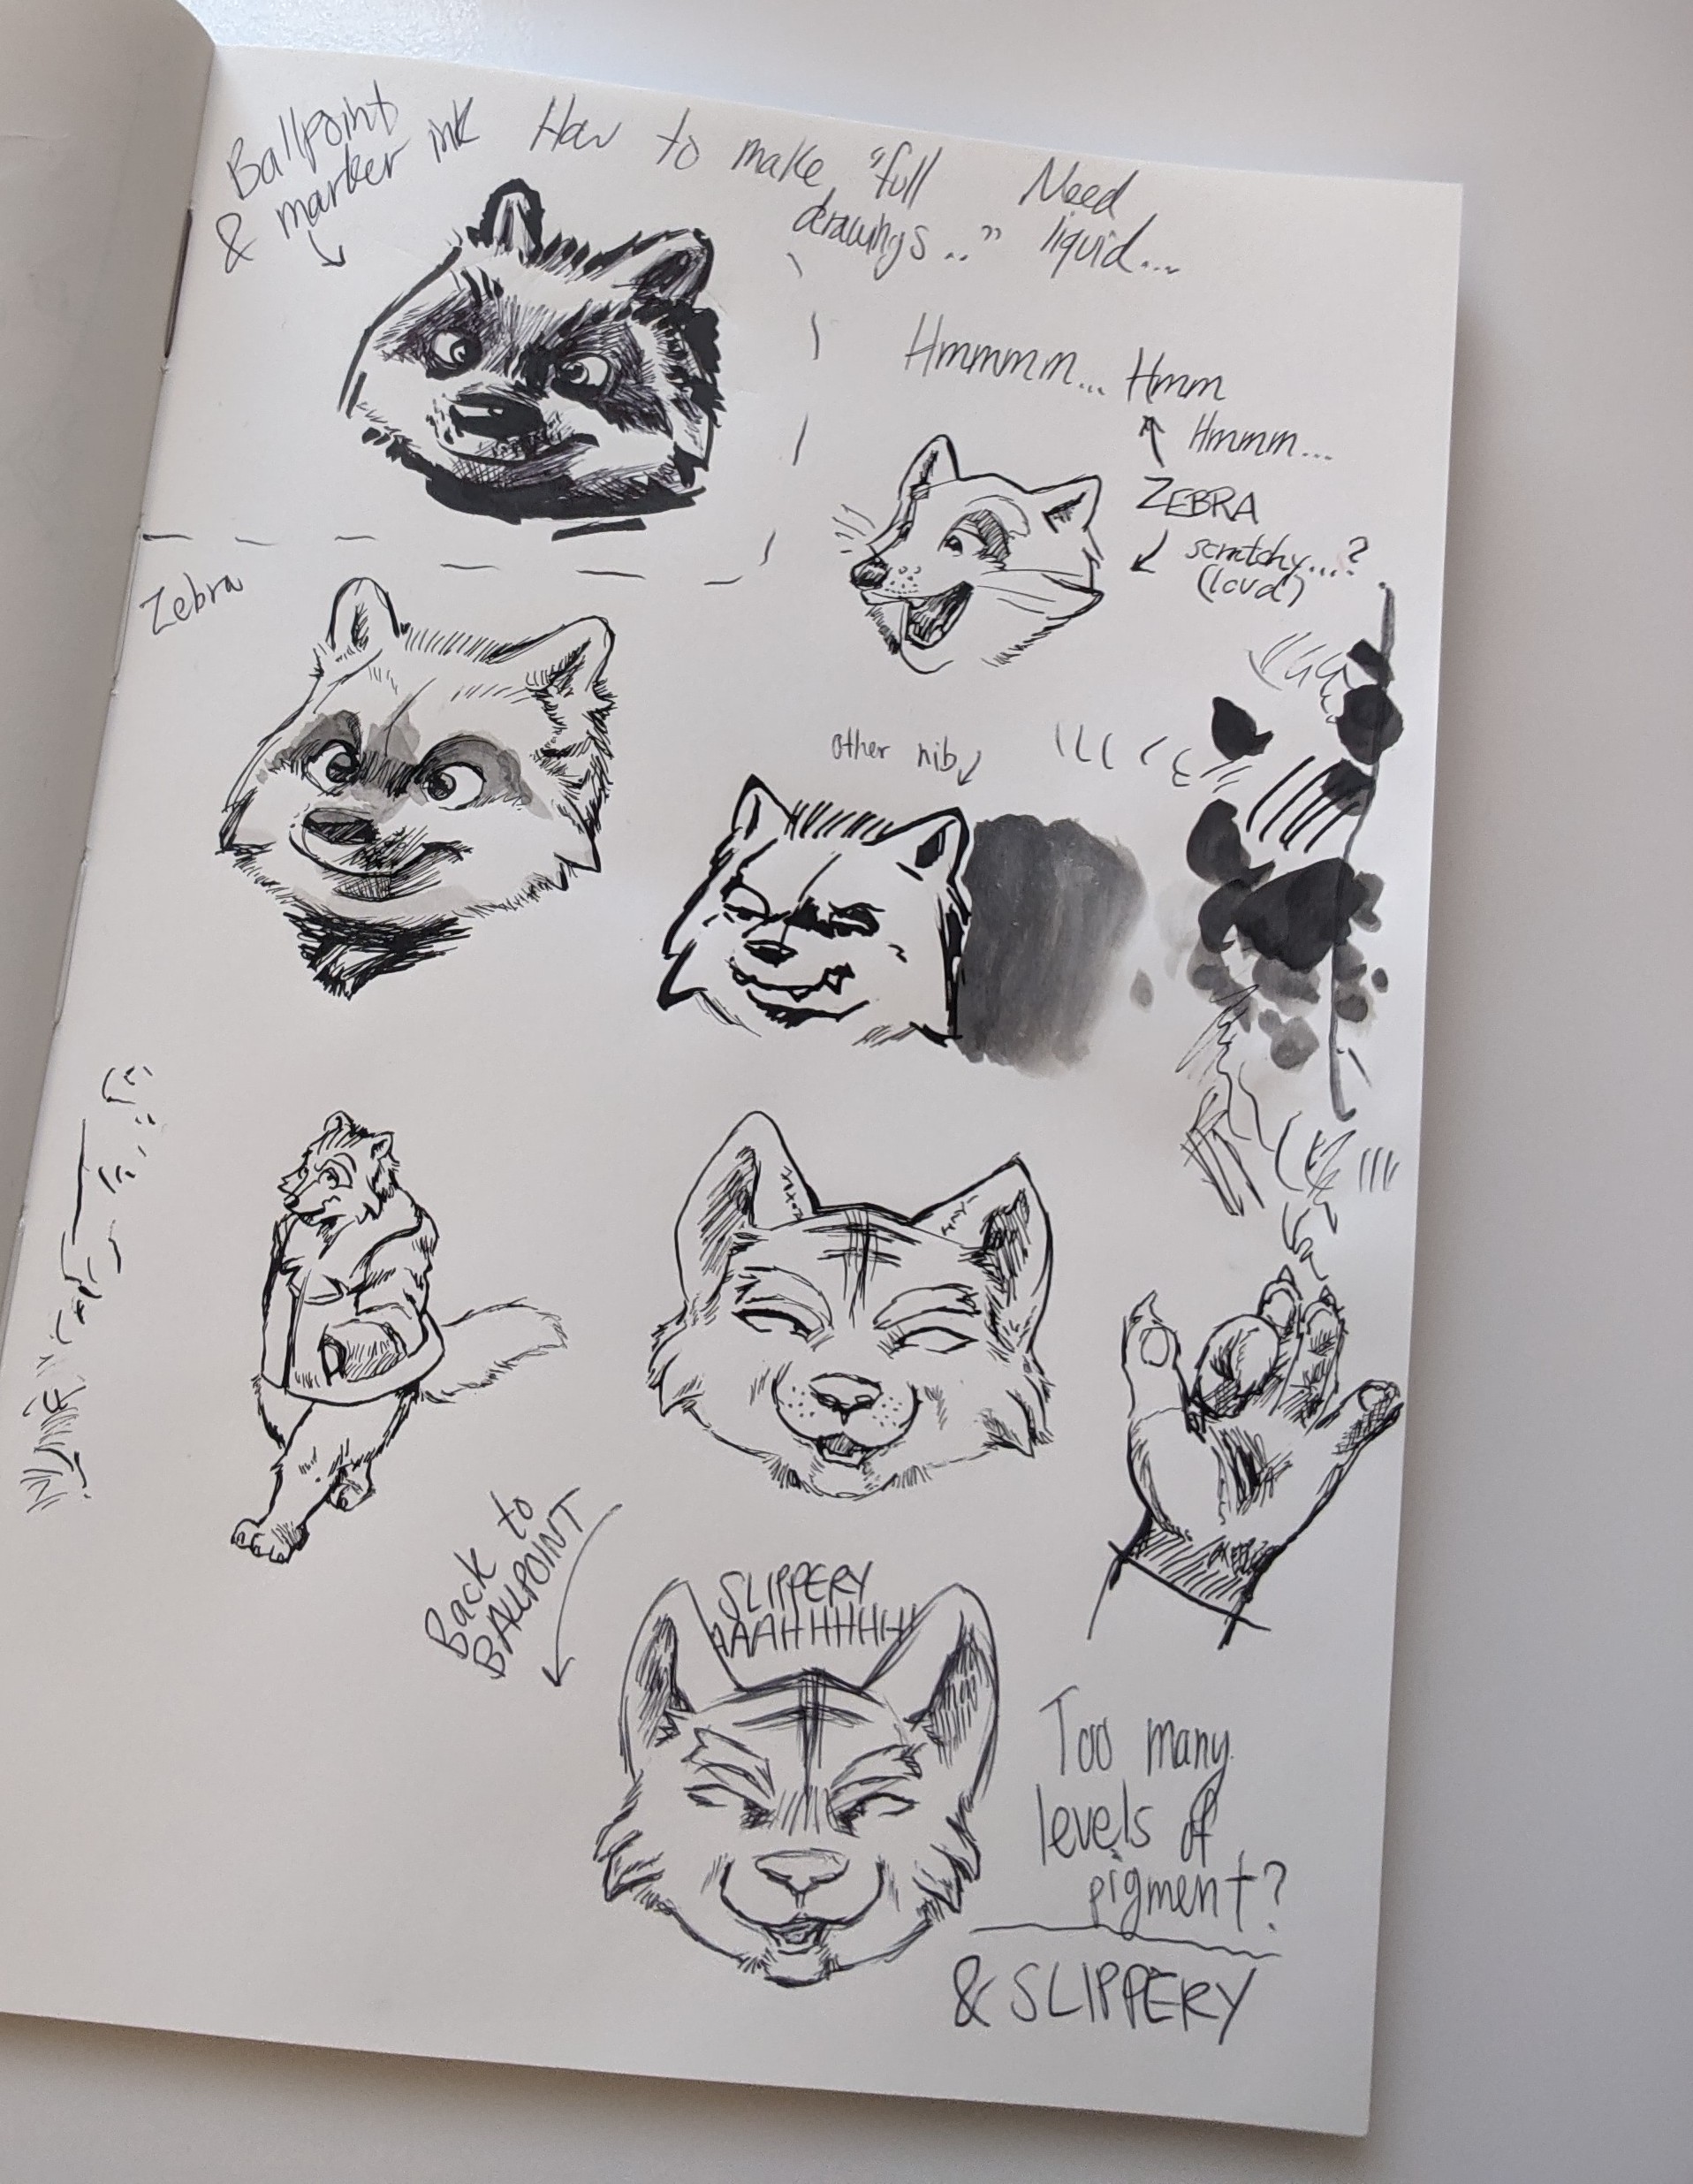 Ballpoint
& marker ink
How to make "full
drawings.."
Need
liquid...
Hmmmm... Hmm
Hmmm...
ZEBRA
scratchy...?
(loud)
Zebra
other nib
Back to
BALLPOINT
SLIPPERY
AAAHHHHHH
Too many
levels of
pigment?
& SLIPPERY